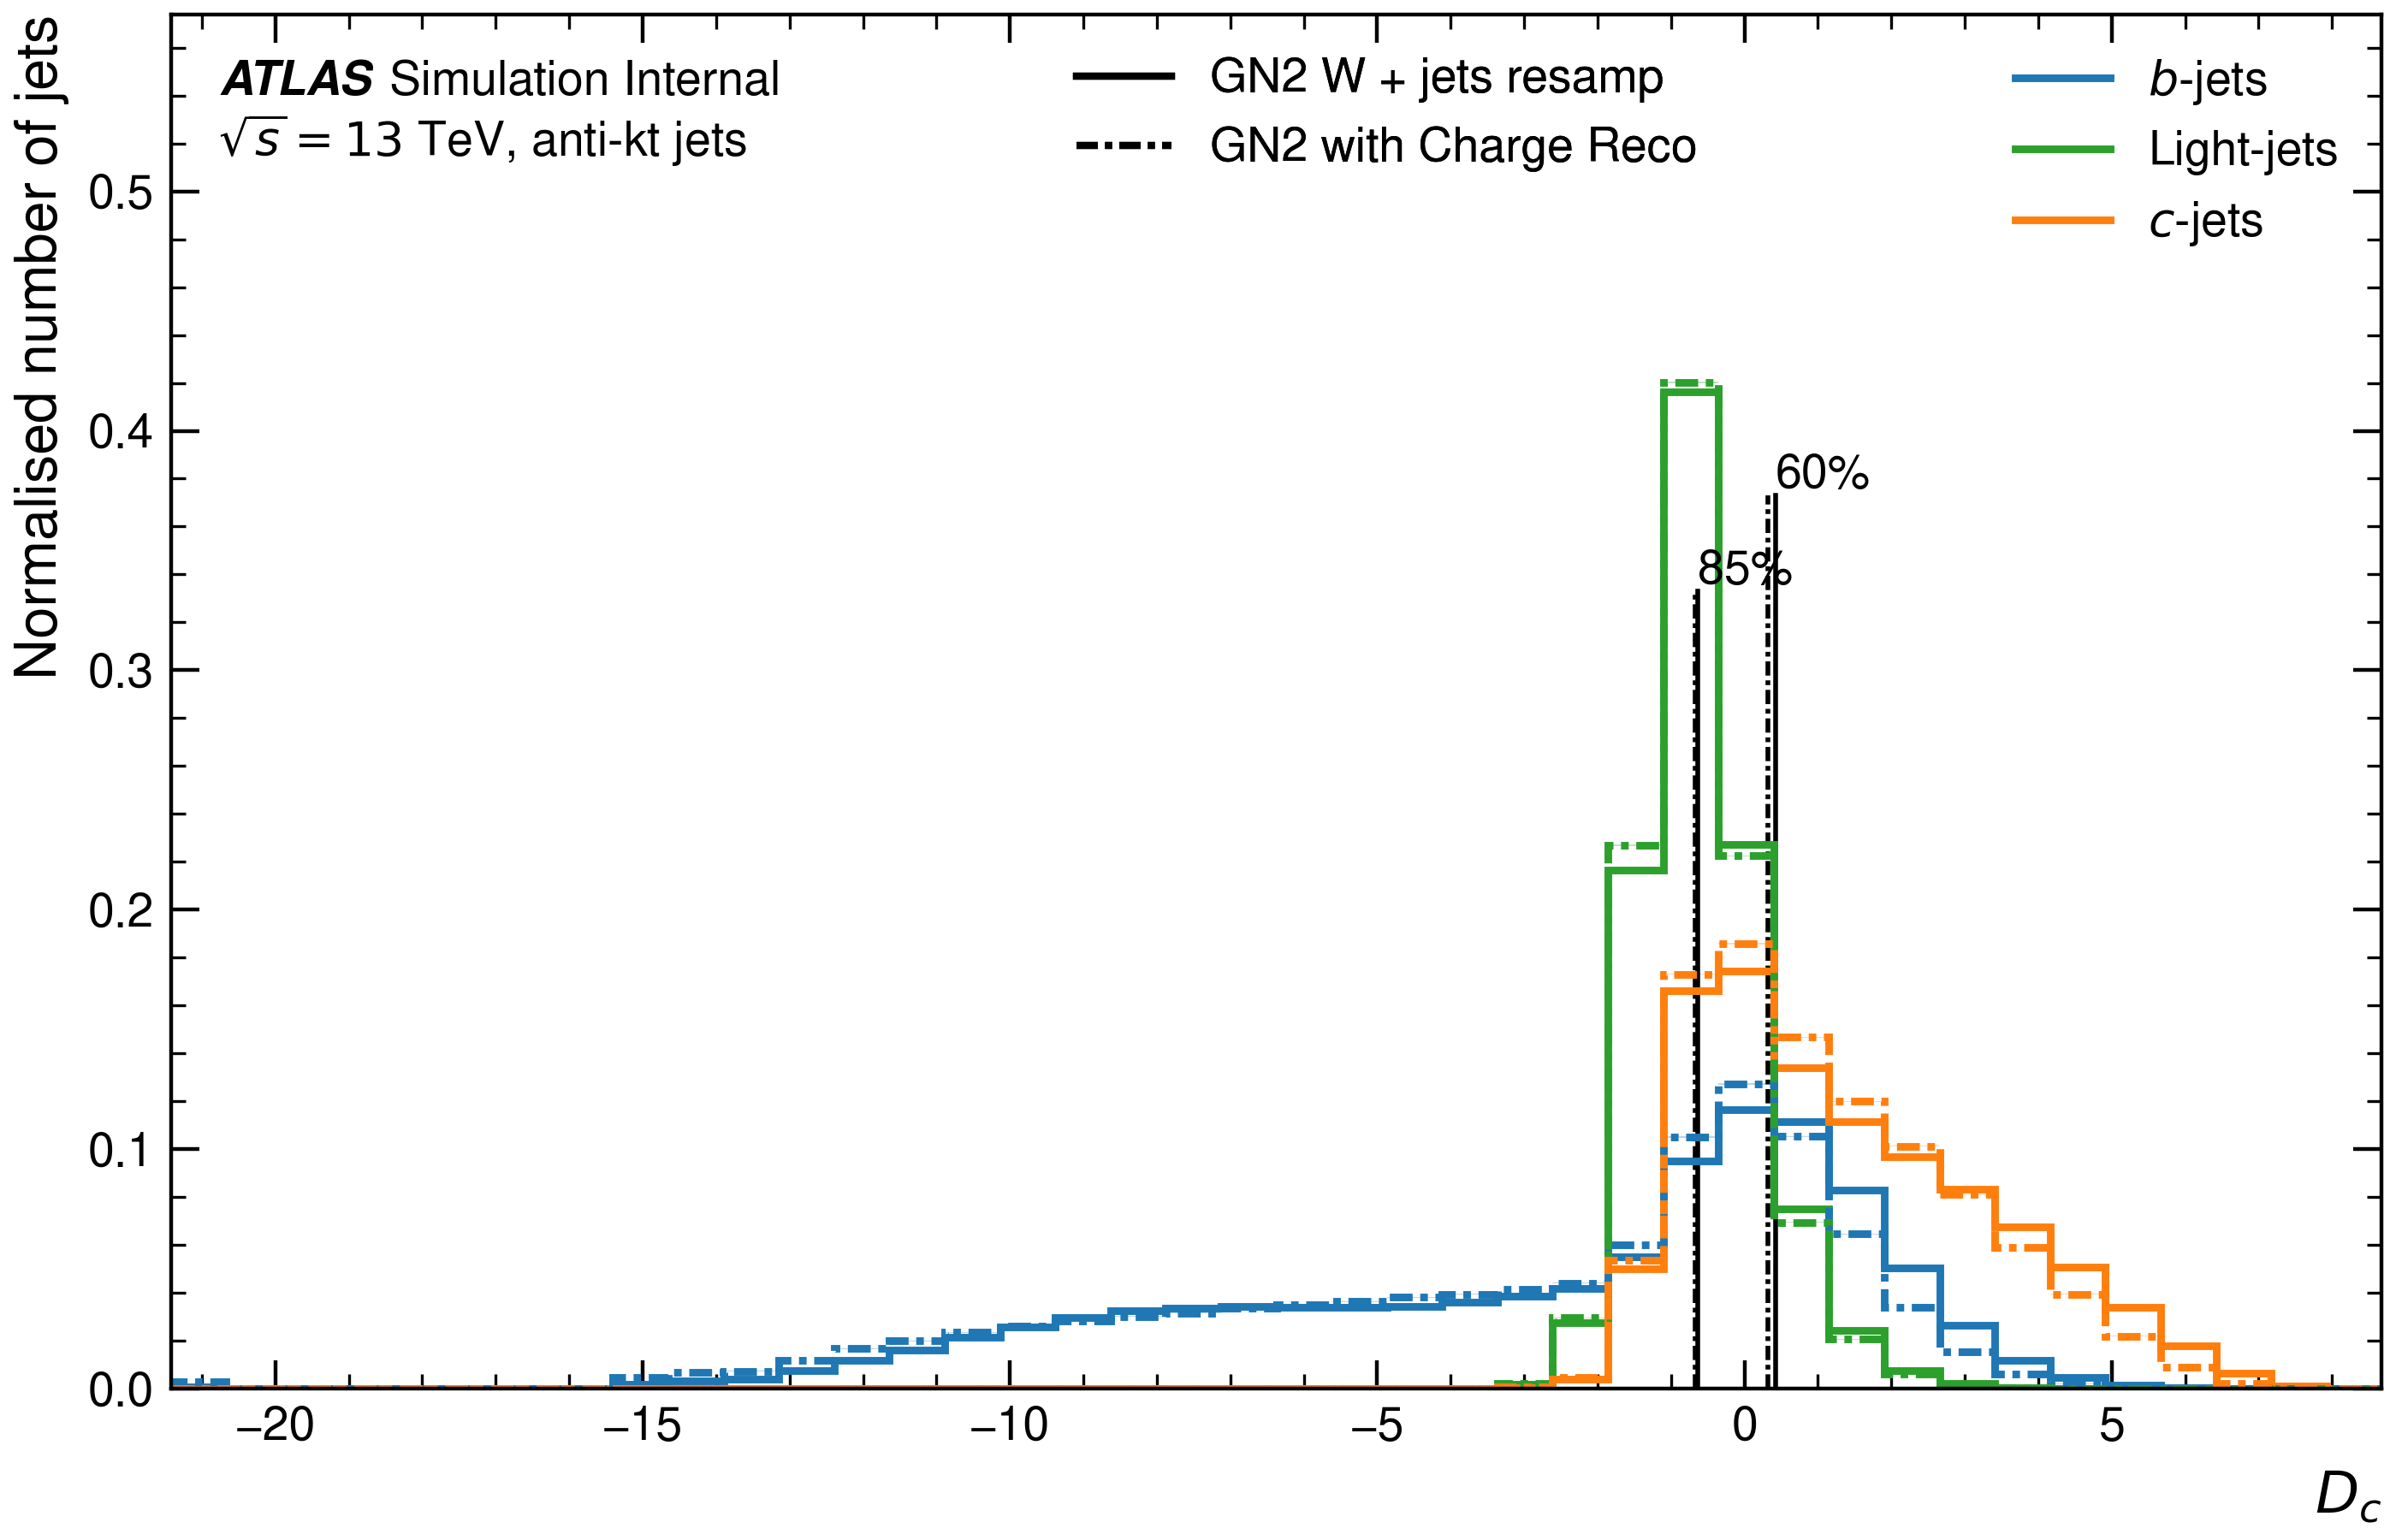 Normalised number of jets
ATLAS Simulation Internal
√s = 13 TeV, anti-kt jets
GN2 W + jets resamp
GN2 with Charge Reco
b-jets
Light-jets
c-jets
0.5
0.4
0.3
0.2
0.1
0.0
60%
85%
−20
−15
−10
−5
0
5
D_c